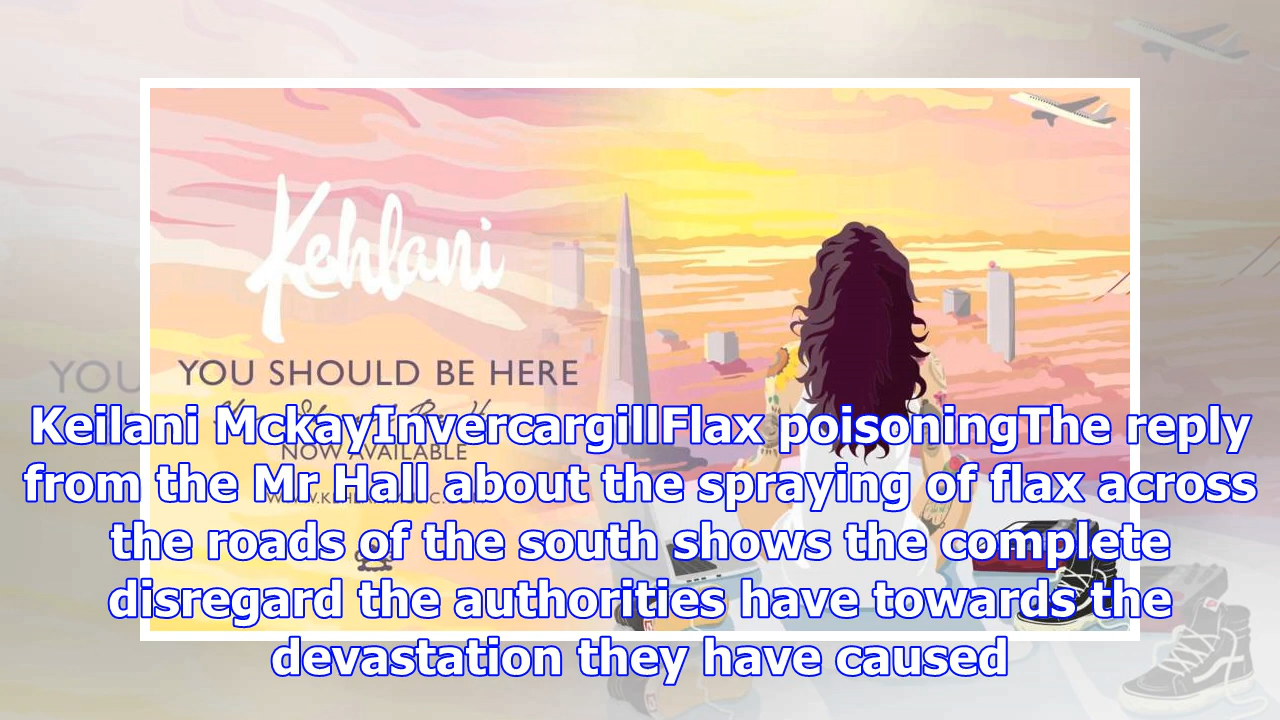 Kehlani
YOU SHOULD BE HERE
YOU
NOW AVAILABLE
Keilani MckayInvercargillFlax poisoningThe reply
from the Mr Hall about the spraying of flax across
the roads of the south shows the complete
disregard the authorities have towards the
devastation they have caused